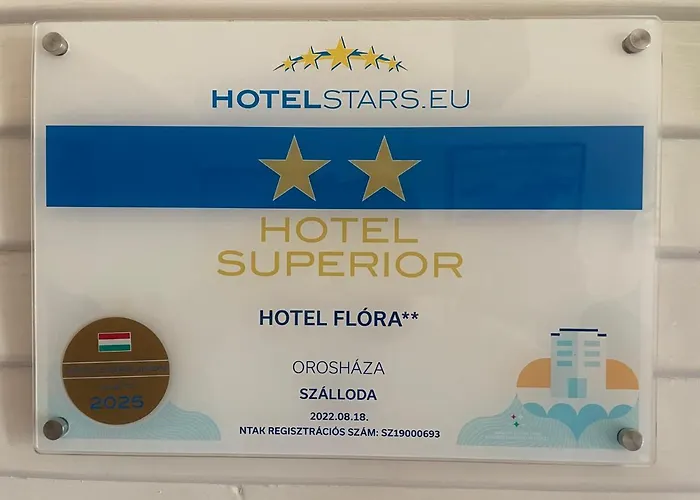 HOTELSTARS.EU
HOTEL
SUPERIOR
HOTEL FLÓRA**
OROSHÁZA
SZÁLLODA
2022.08.18.
NTAK REGISZTRÁCIÓS SZÁM: SZ19000693
2025